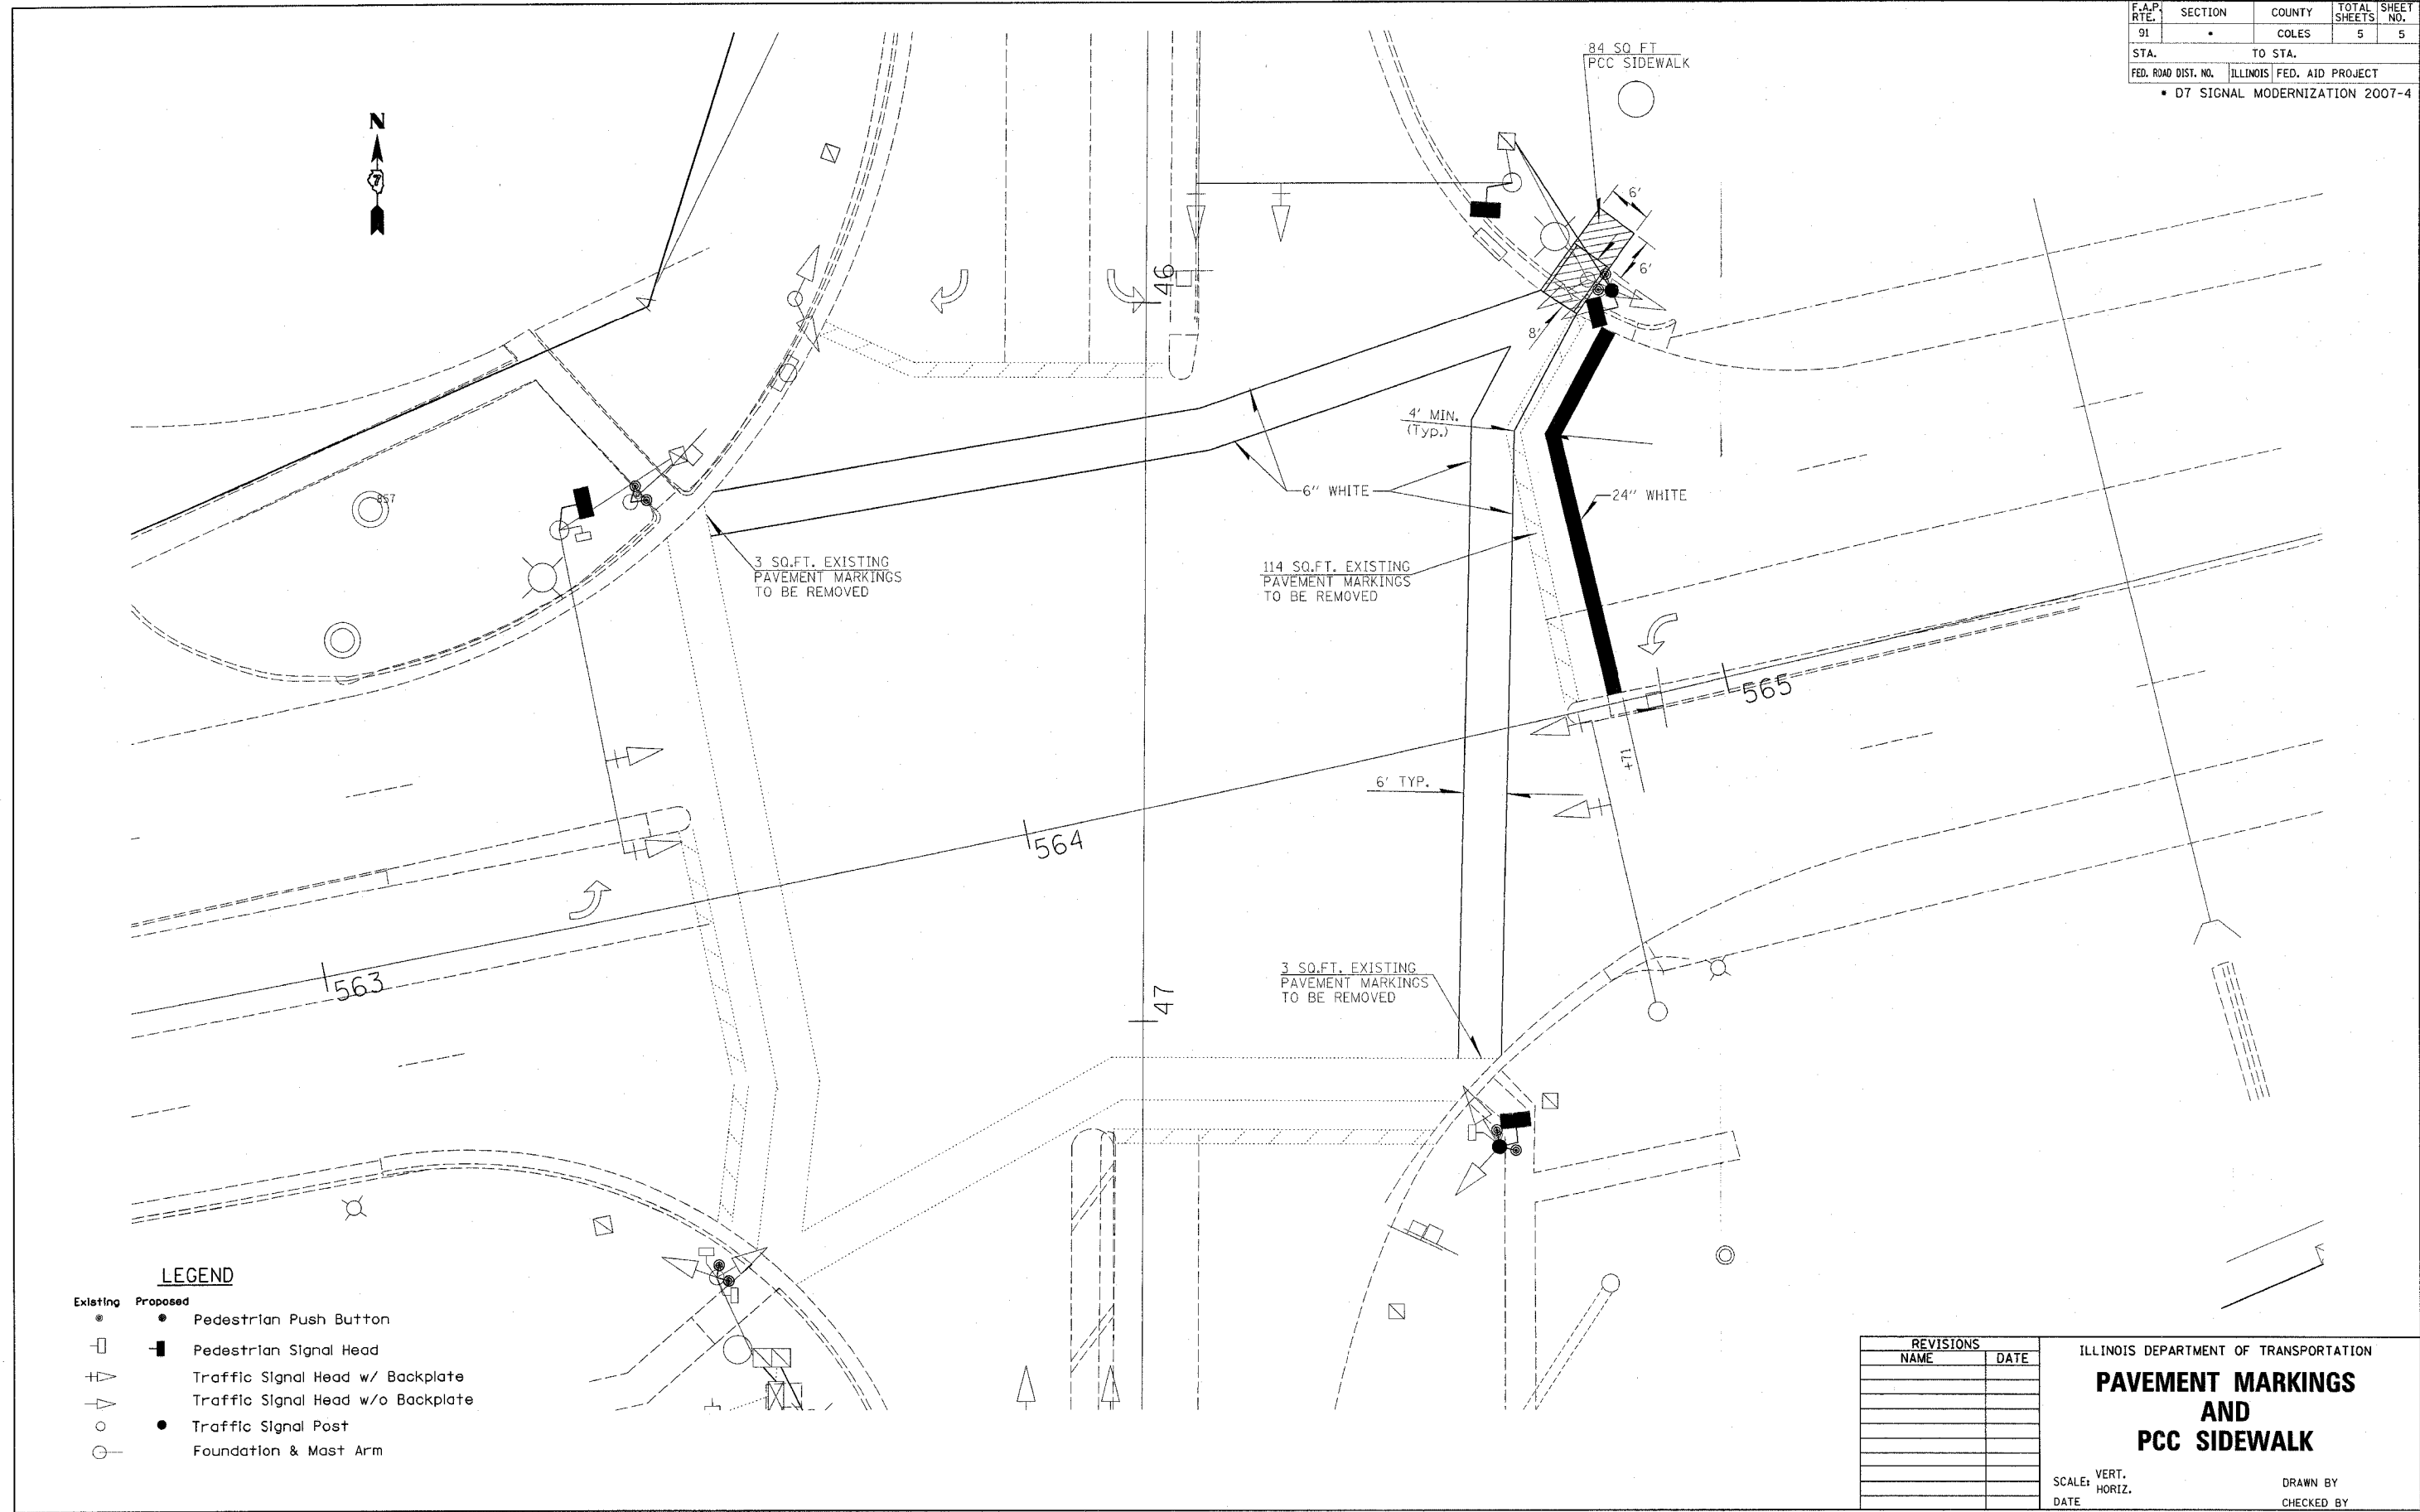 F.A.P. RTE. SECTION COUNTY TOTAL SHEETS SHEET NO.
91 • COLES 5 5
STA. TO STA.
FED. ROAD DIST. NO. ILLINOIS FED. AID PROJECT
• D7 SIGNAL MODERNIZATION 2007-4
N
7
84 SQ FT
PCC SIDEWALK
6'
6'
8'
46
4' MIN.
(Typ.)
6" WHITE
24" WHITE
857
3 SQ.FT. EXISTING
PAVEMENT MARKINGS
TO BE REMOVED
114 SQ.FT. EXISTING
PAVEMENT MARKINGS
TO BE REMOVED
565
+71
6' TYP.
564
563
47
3 SQ.FT. EXISTING
PAVEMENT MARKINGS
TO BE REMOVED
LEGEND
Existing Proposed
Pedestrian Push Button
Pedestrian Signal Head
Traffic Signal Head w/ Backplate
Traffic Signal Head w/o Backplate
Traffic Signal Post
Foundation & Mast Arm
REVISIONS
NAME DATE
ILLINOIS DEPARTMENT OF TRANSPORTATION
PAVEMENT MARKINGS
AND
PCC SIDEWALK
SCALE: VERT.
HORIZ.
DATE
DRAWN BY
CHECKED BY